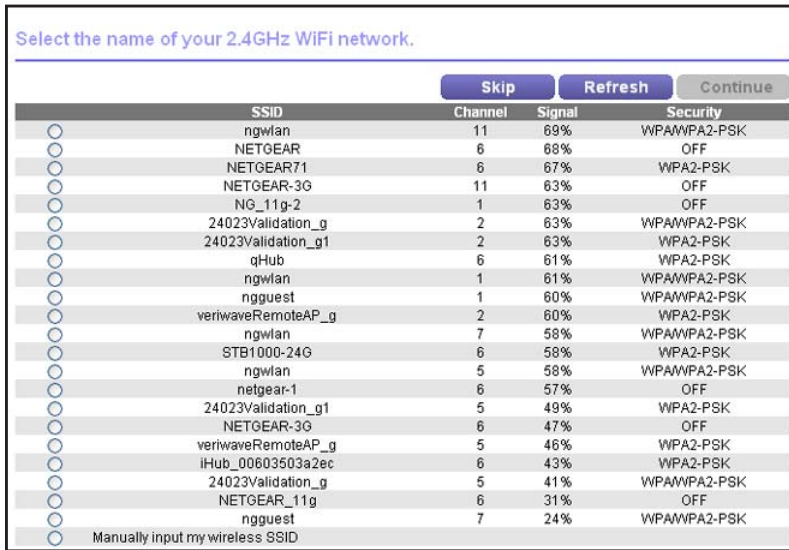 Select the name of your 2.4GHz WiFi network.
Skip Refresh Continue
SSID Channel Signal Security
ngwlan 11 69% WPA/WPA2-PSK
NETGEAR 6 68% OFF
NETGEAR71 6 67% WPA2-PSK
NETGEAR-3G 11 63% OFF
NG_11g-2 1 63% OFF
24023Validation_g 2 63% WPA/WPA2-PSK
24023Validation_g1 2 63% WPA2-PSK
qHub 6 61% WPA2-PSK
ngwlan 1 61% WPA/WPA2-PSK
ngguest 1 60% WPA/WPA2-PSK
veriwaveRemoteAP_g 2 60% WPA2-PSK
ngwlan 7 58% WPA/WPA2-PSK
STB1000-24G 6 58% WPA2-PSK
ngwlan 5 58% WPA/WPA2-PSK
netgear-1 6 57% OFF
24023Validation_g1 5 49% WPA2-PSK
NETGEAR-3G 6 47% OFF
veriwaveRemoteAP_g 5 46% WPA2-PSK
iHub_00603503a2ec 6 43% WPA2-PSK
24023Validation_g 5 41% WPA/WPA2-PSK
NETGEAR_11g 6 31% OFF
ngguest 7 24% WPA/WPA2-PSK
Manually input my wireless SSID